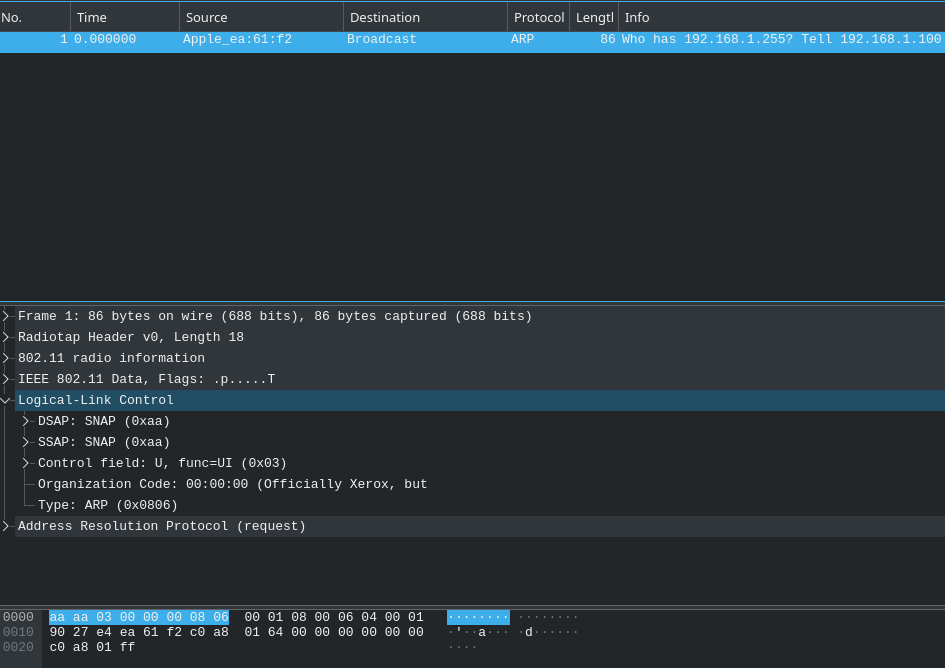 No. Time Source Destination Protocol Lengtl Info
1 0.000000 Apple_ea:61:f2 Broadcast ARP 86 Who has 192.168.1.255? Tell 192.168.1.100
Frame 1: 86 bytes on wire (688 bits), 86 bytes captured (688 bits)
Radiotap Header v0, Length 18
802.11 radio information
IEEE 802.11 Data, Flags: .p.....T
Logical-Link Control
DSAP: SNAP (0xaa)
SSAP: SNAP (0xaa)
Control field: U, func=UI (0x03)
Organization Code: 00:00:00 (Officially Xerox, but
Type: ARP (0x0806)
Address Resolution Protocol (request)
0000 aa aa 03 00 00 00 08 06 00 01 08 00 06 04 00 01 ········ ········
0010 90 27 e4 ea 61 f2 c0 a8 01 64 00 00 00 00 00 00 ·'··a··· ·d······
0020 c0 a8 01 ff ····